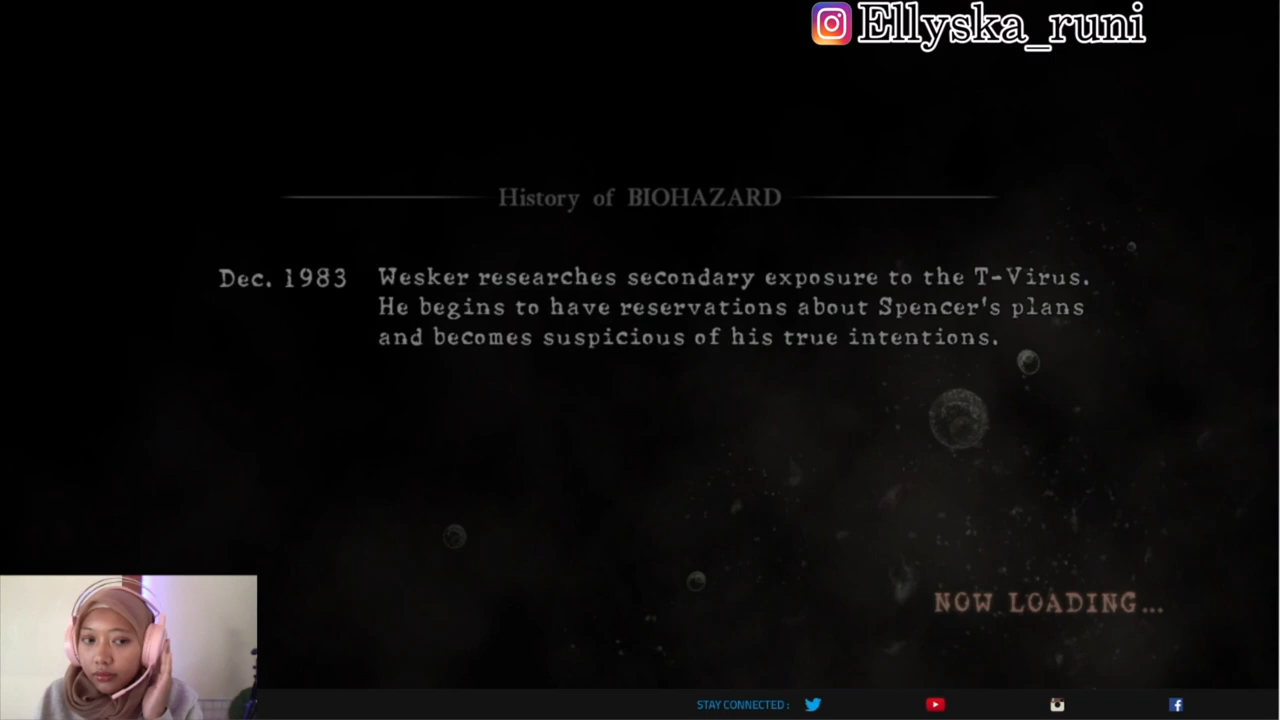 Ellyska_runi
History of BIOHAZARD
Dec. 1983 Wesker researches secondary exposure to the T-Virus.
He begins to have reservations about Spencer's plans
and becomes suspicious of his true intentions.
NOW LOADING...
STAY CONNECTED :